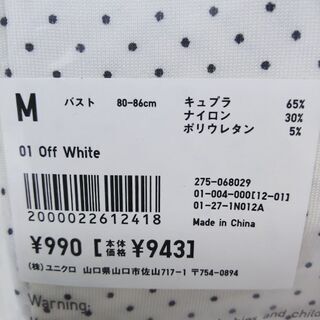 M バスト 80-86cm
キュプラ 65%
ナイロン 30%
ポリウレタン 5%
01 Off White
275-068029
01-004-000[12-01]
01-27-1N012A
Made in China
2000022612418
¥990 [本体価格 ¥943]
(株)ユニクロ 山口県山口市佐山717-1 〒754-0894
Warning:
and child